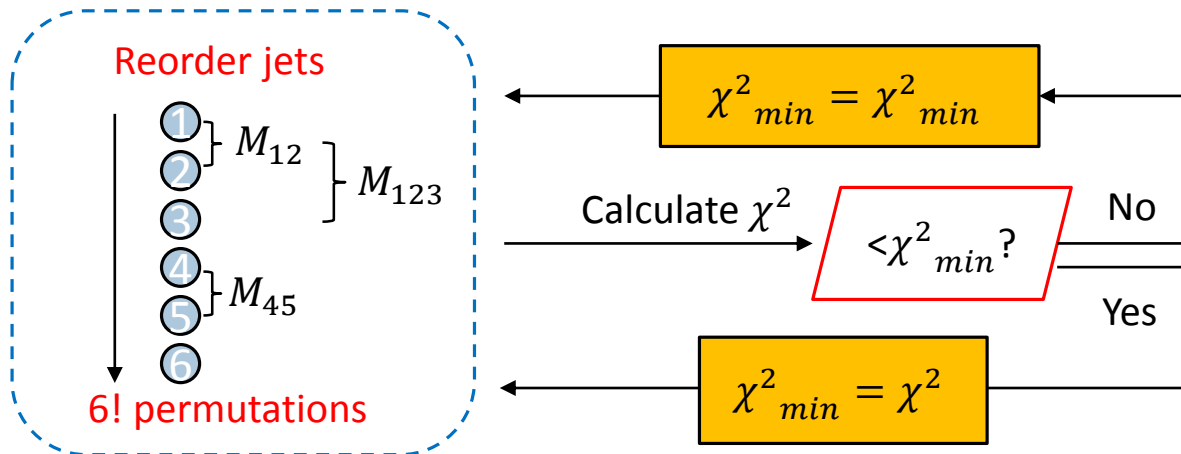 Reorder jets
1
2
3
4
5
6
M₁₂
M₁₂₃
M₄₅
6! permutations
χ²ₘᵢₙ = χ²ₘᵢₙ
Calculate χ²
<χ²ₘᵢₙ?
No
Yes
χ²ₘᵢₙ = χ²